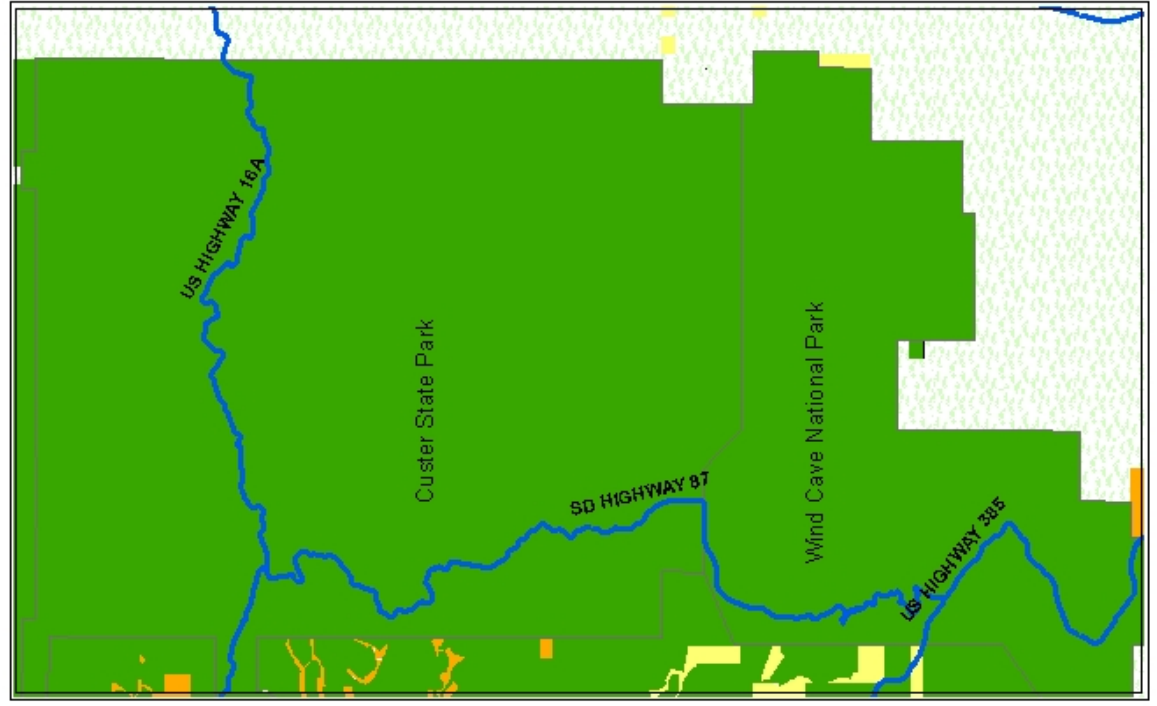 US HIGHWAY 16A
Custer State Park
Wind Cave National Park
SD HIGHWAY 87
US HIGHWAY 385